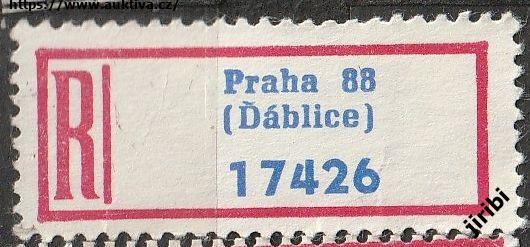 https://www.auktiva.cz/
R
Praha 88
(Ďáblice)
17426
jiribi